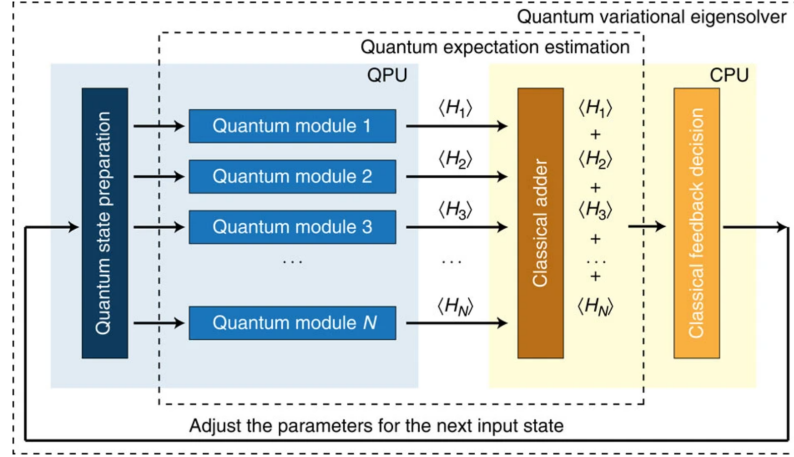 Quantum variational eigensolver
Quantum expectation estimation
QPU
CPU
Quantum state preparation
Quantum module 1
Quantum module 2
Quantum module 3
...
Quantum module N
⟨H₁⟩
⟨H₂⟩
⟨H₃⟩
...
⟨H_N⟩
Classical adder
⟨H₁⟩
+
⟨H₂⟩
+
⟨H₃⟩
+
...
+
⟨H_N⟩
Classical feedback decision
Adjust the parameters for the next input state